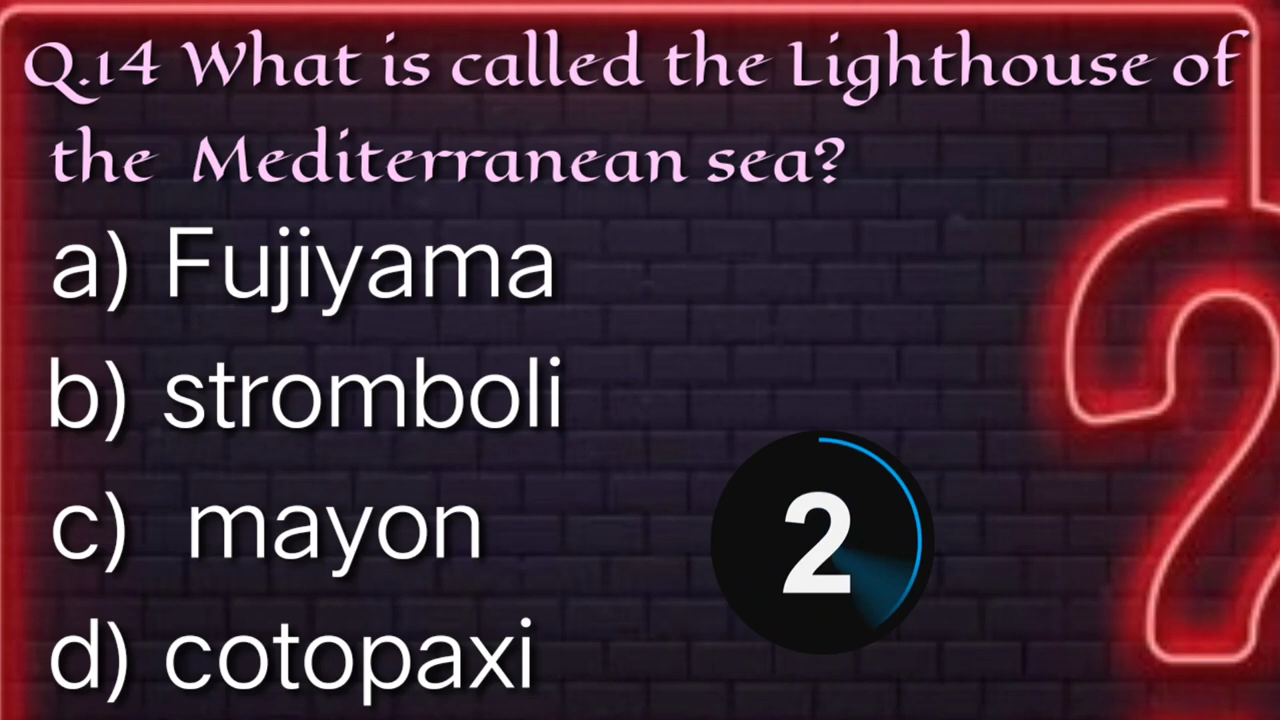 Q.14 What is called the Lighthouse of
the Mediterranean sea?
a) Fujiyama
b) stromboli
c) mayon
2
d) cotopaxi